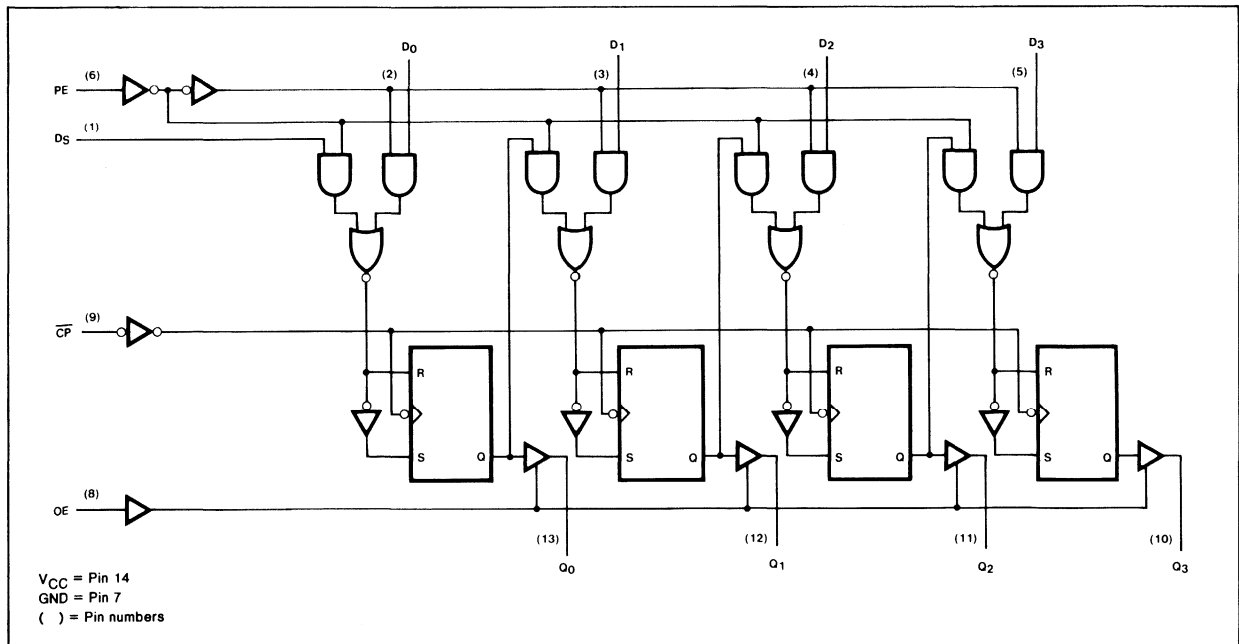 D0 D1 D2 D3
(6) (2) (3) (4) (5)
PE
(1)
DS
(9)
CP
R R R R
S Q S Q S Q S Q
(8)
OE
(13) (12) (11) (10)
Q0 Q1 Q2 Q3
VCC = Pin 14
GND = Pin 7
( ) = Pin numbers